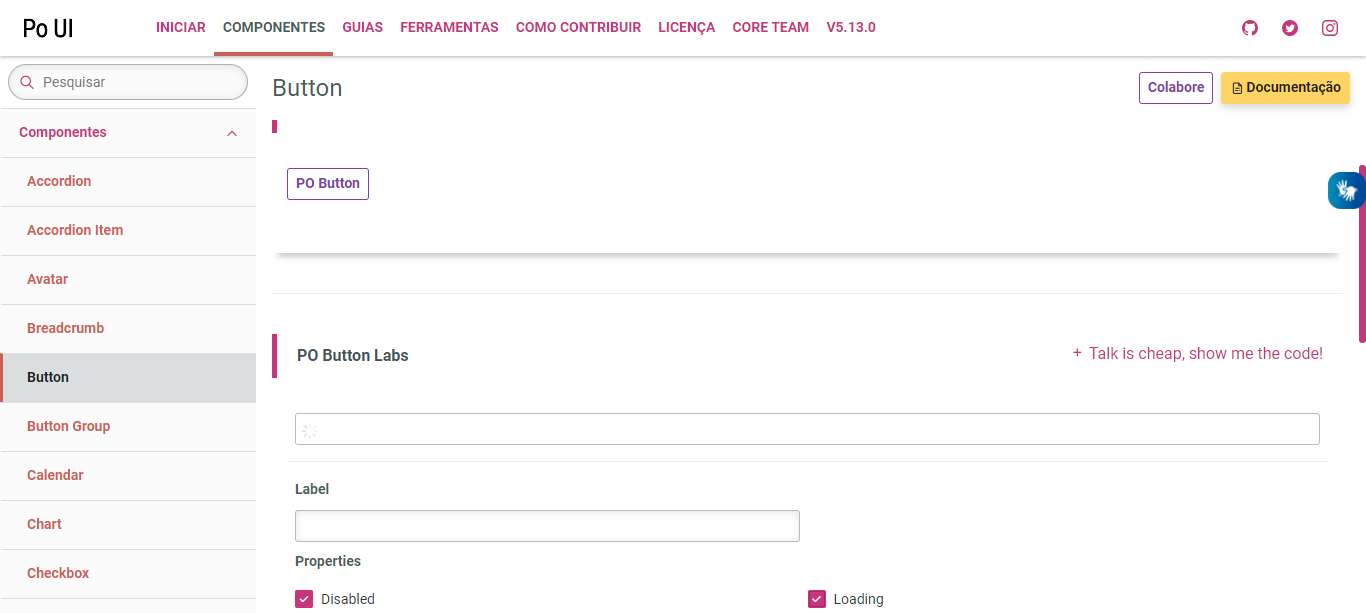 Po UI
INICIAR COMPONENTES GUIAS FERRAMENTAS COMO CONTRIBUIR LICENÇA CORE TEAM V5.13.0
Pesquisar
Componentes
Accordion
Accordion Item
Avatar
Breadcrumb
Button
Button Group
Calendar
Chart
Checkbox
Button
Colabore
Documentação
PO Button
PO Button Labs
+ Talk is cheap, show me the code!
Label
Properties
Disabled
Loading